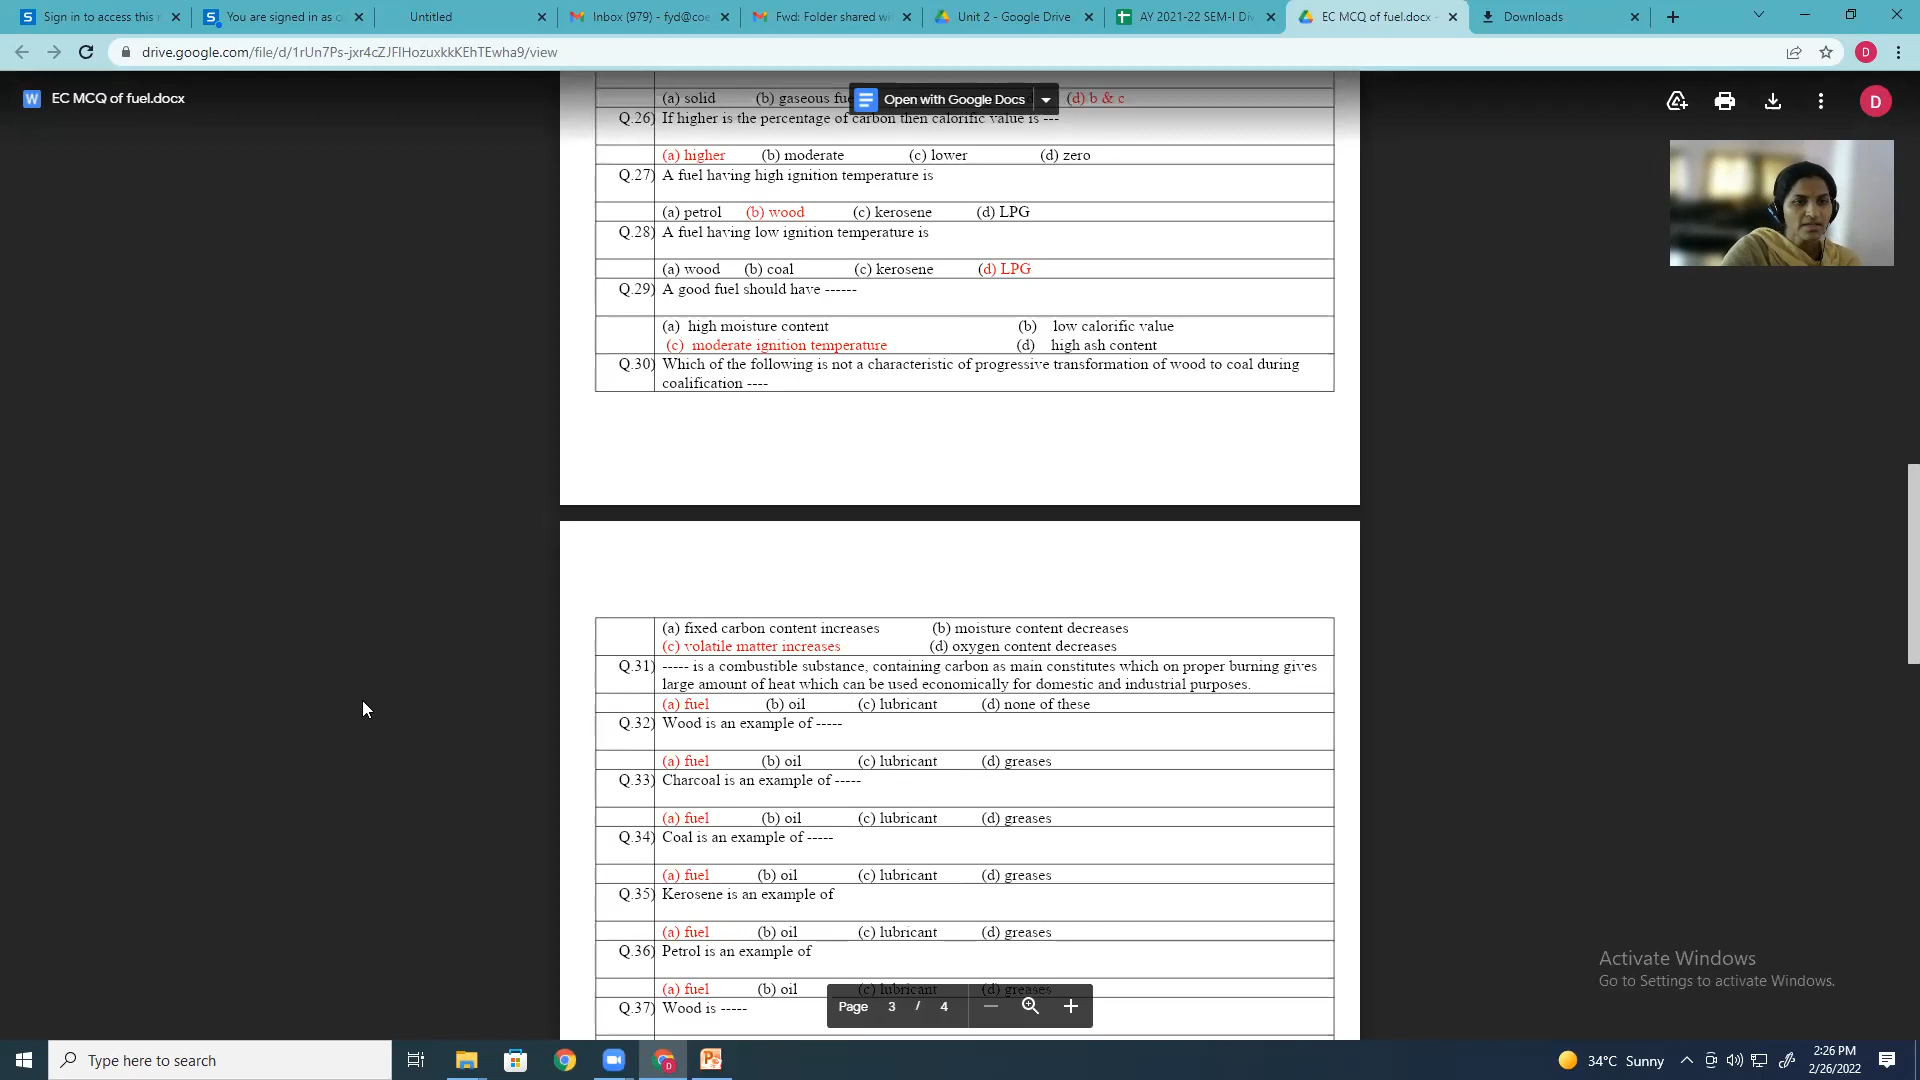 Sign in to access this
You are signed in as
Untitled
Inbox (979) - fyd@coe
Fwd: Folder shared wi
Unit 2 - Google Drive
AY 2021-22 SEM-I Div
EC MCQ of fuel.docx -
Downloads
drive.google.com/file/d/1rUn7Ps-jxr4cZJFlHozuxkkKEhTEwha9/view
D
W EC MCQ of fuel.docx
Open with Google Docs
D
(a) solid (b) gaseous fue (d) b & c
Q.26) If higher is the percentage of carbon then calorific value is ---
(a) higher (b) moderate (c) lower (d) zero
Q.27) A fuel having high ignition temperature is
(a) petrol (b) wood (c) kerosene (d) LPG
Q.28) A fuel having low ignition temperature is
(a) wood (b) coal (c) kerosene (d) LPG
Q.29) A good fuel should have ------
(a) high moisture content (b) low calorific value
(c) moderate ignition temperature (d) high ash content
Q.30) Which of the following is not a characteristic of progressive transformation of wood to coal during
coalification ----
(a) fixed carbon content increases (b) moisture content decreases
(c) volatile matter increases (d) oxygen content decreases
Q.31) ----- is a combustible substance, containing carbon as main constitutes which on proper burning gives
large amount of heat which can be used economically for domestic and industrial purposes.
(a) fuel (b) oil (c) lubricant (d) none of these
Q.32) Wood is an example of -----
(a) fuel (b) oil (c) lubricant (d) greases
Q.33) Charcoal is an example of -----
(a) fuel (b) oil (c) lubricant (d) greases
Q.34) Coal is an example of -----
(a) fuel (b) oil (c) lubricant (d) greases
Q.35) Kerosene is an example of
(a) fuel (b) oil (c) lubricant (d) greases
Q.36) Petrol is an example of
(a) fuel (b) oil (c) lubricant (d) greases
Q.37) Wood is -----
Page 3 / 4
Activate Windows
Go to Settings to activate Windows.
Type here to search
34°C Sunny
2:26 PM
2/26/2022